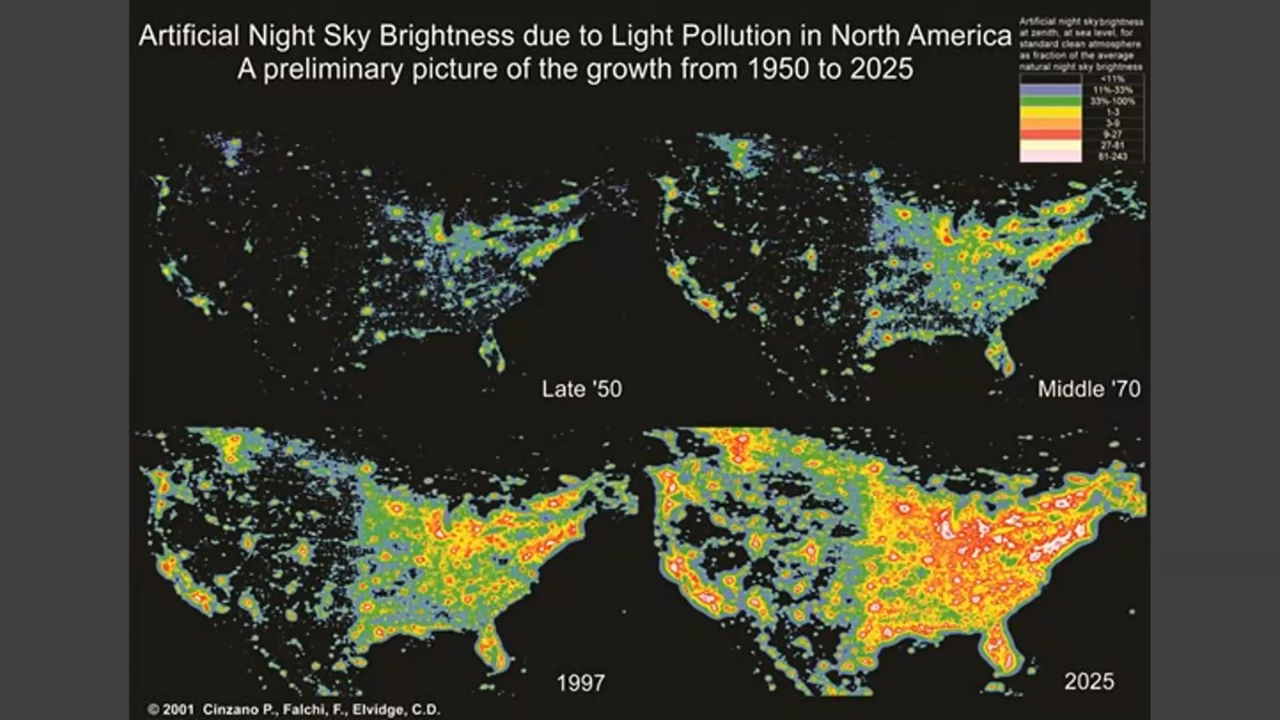 Artificial Night Sky Brightness due to Light Pollution in North America
A preliminary picture of the growth from 1950 to 2025
Artificial night sky brightness
at zenith, at sea level, for
standard clean atmosphere
as fraction of the average
natural night sky brightness
<11%
11%-33%
33%-100%
1-3
3-9
9-27
27-81
81-243
Late '50
Middle '70
1997
2025
© 2001 Cinzano P., Falchi, F., Elvidge, C.D.